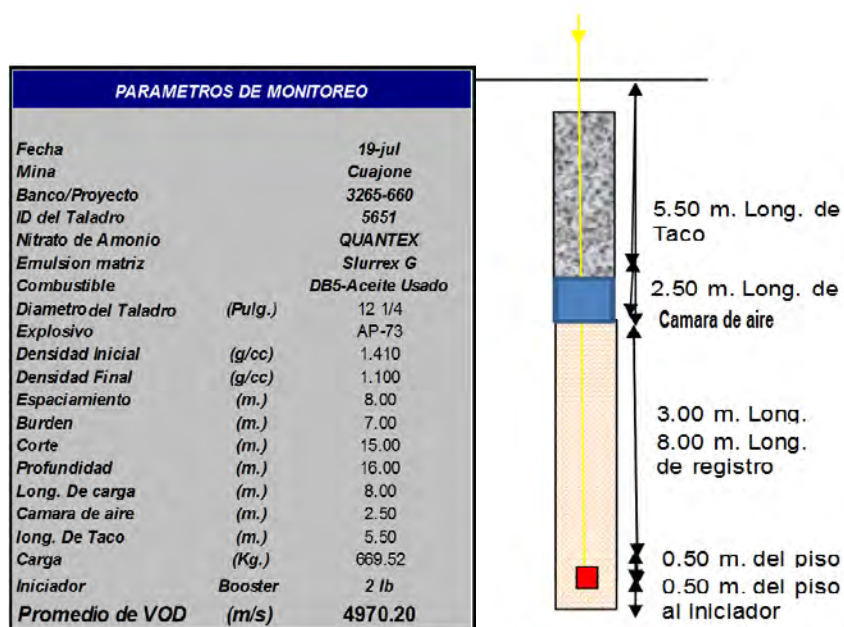 PARAMETROS DE MONITOREO
Fecha 19-jul
Mina Cuajone
Banco/Proyecto 3265-660
ID del Taladro 5651
Nitrato de Amonio QUANTEX
Emulsion matriz Slurrex G
Combustible DB5-Aceite Usado
Diametro del Taladro (Pulg.) 12 1/4
Explosivo AP-73
Densidad Inicial (g/cc) 1.410
Densidad Final (g/cc) 1.100
Espaciamiento (m.) 8.00
Burden (m.) 7.00
Corte (m.) 15.00
Profundidad (m.) 16.00
Long. De carga (m.) 8.00
Camara de aire (m.) 2.50
long. De Taco (m.) 5.50
Carga (Kg.) 669.52
Iniciador Booster 2 lb
Promedio de VOD (m/s) 4970.20
5.50 m. Long. de
Taco
2.50 m. Long. de
Camara de aire
3.00 m. Long.
8.00 m. Long.
de registro
0.50 m. del piso
0.50 m. del piso
al Iniciador